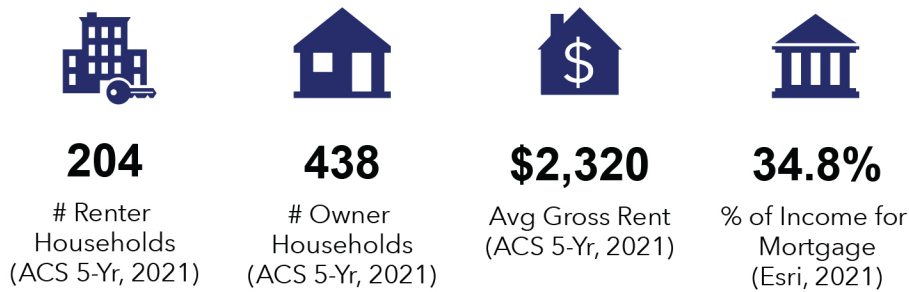 $
204
# Renter
Households
(ACS 5-Yr, 2021)
438
# Owner
Households
(ACS 5-Yr, 2021)
$2,320
Avg Gross Rent
(ACS 5-Yr, 2021)
34.8%
% of Income for
Mortgage
(Esri, 2021)